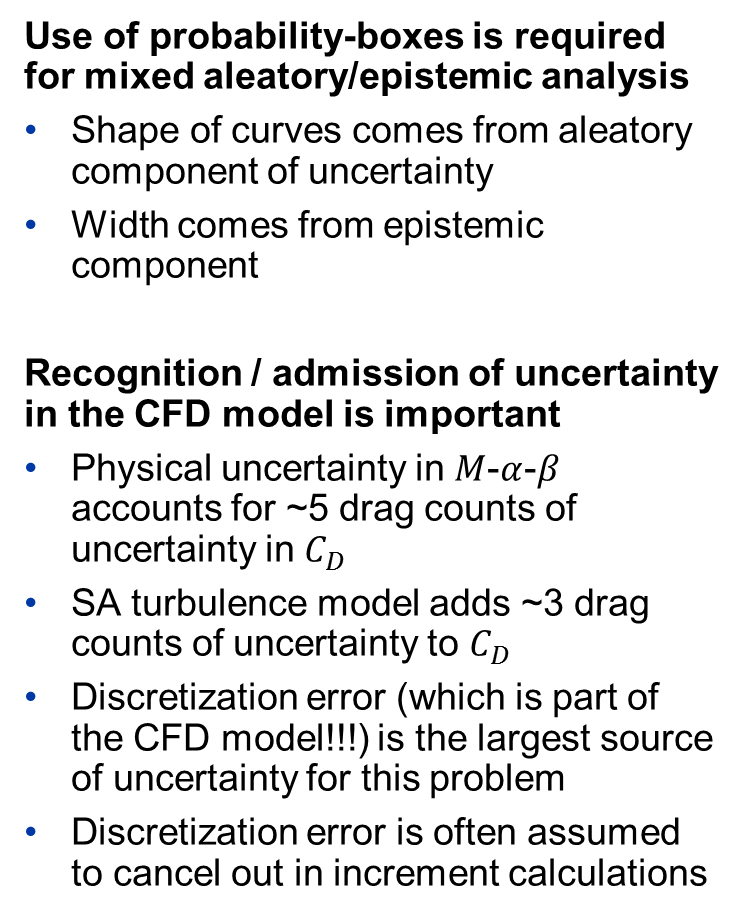 Use of probability-boxes is required
for mixed aleatory/epistemic analysis
• Shape of curves comes from aleatory
component of uncertainty
• Width comes from epistemic
component
Recognition / admission of uncertainty
in the CFD model is important
• Physical uncertainty in M-α-β
accounts for ~5 drag counts of
uncertainty in C_D
• SA turbulence model adds ~3 drag
counts of uncertainty to C_D
• Discretization error (which is part of
the CFD model!!!) is the largest source
of uncertainty for this problem
• Discretization error is often assumed
to cancel out in increment calculations